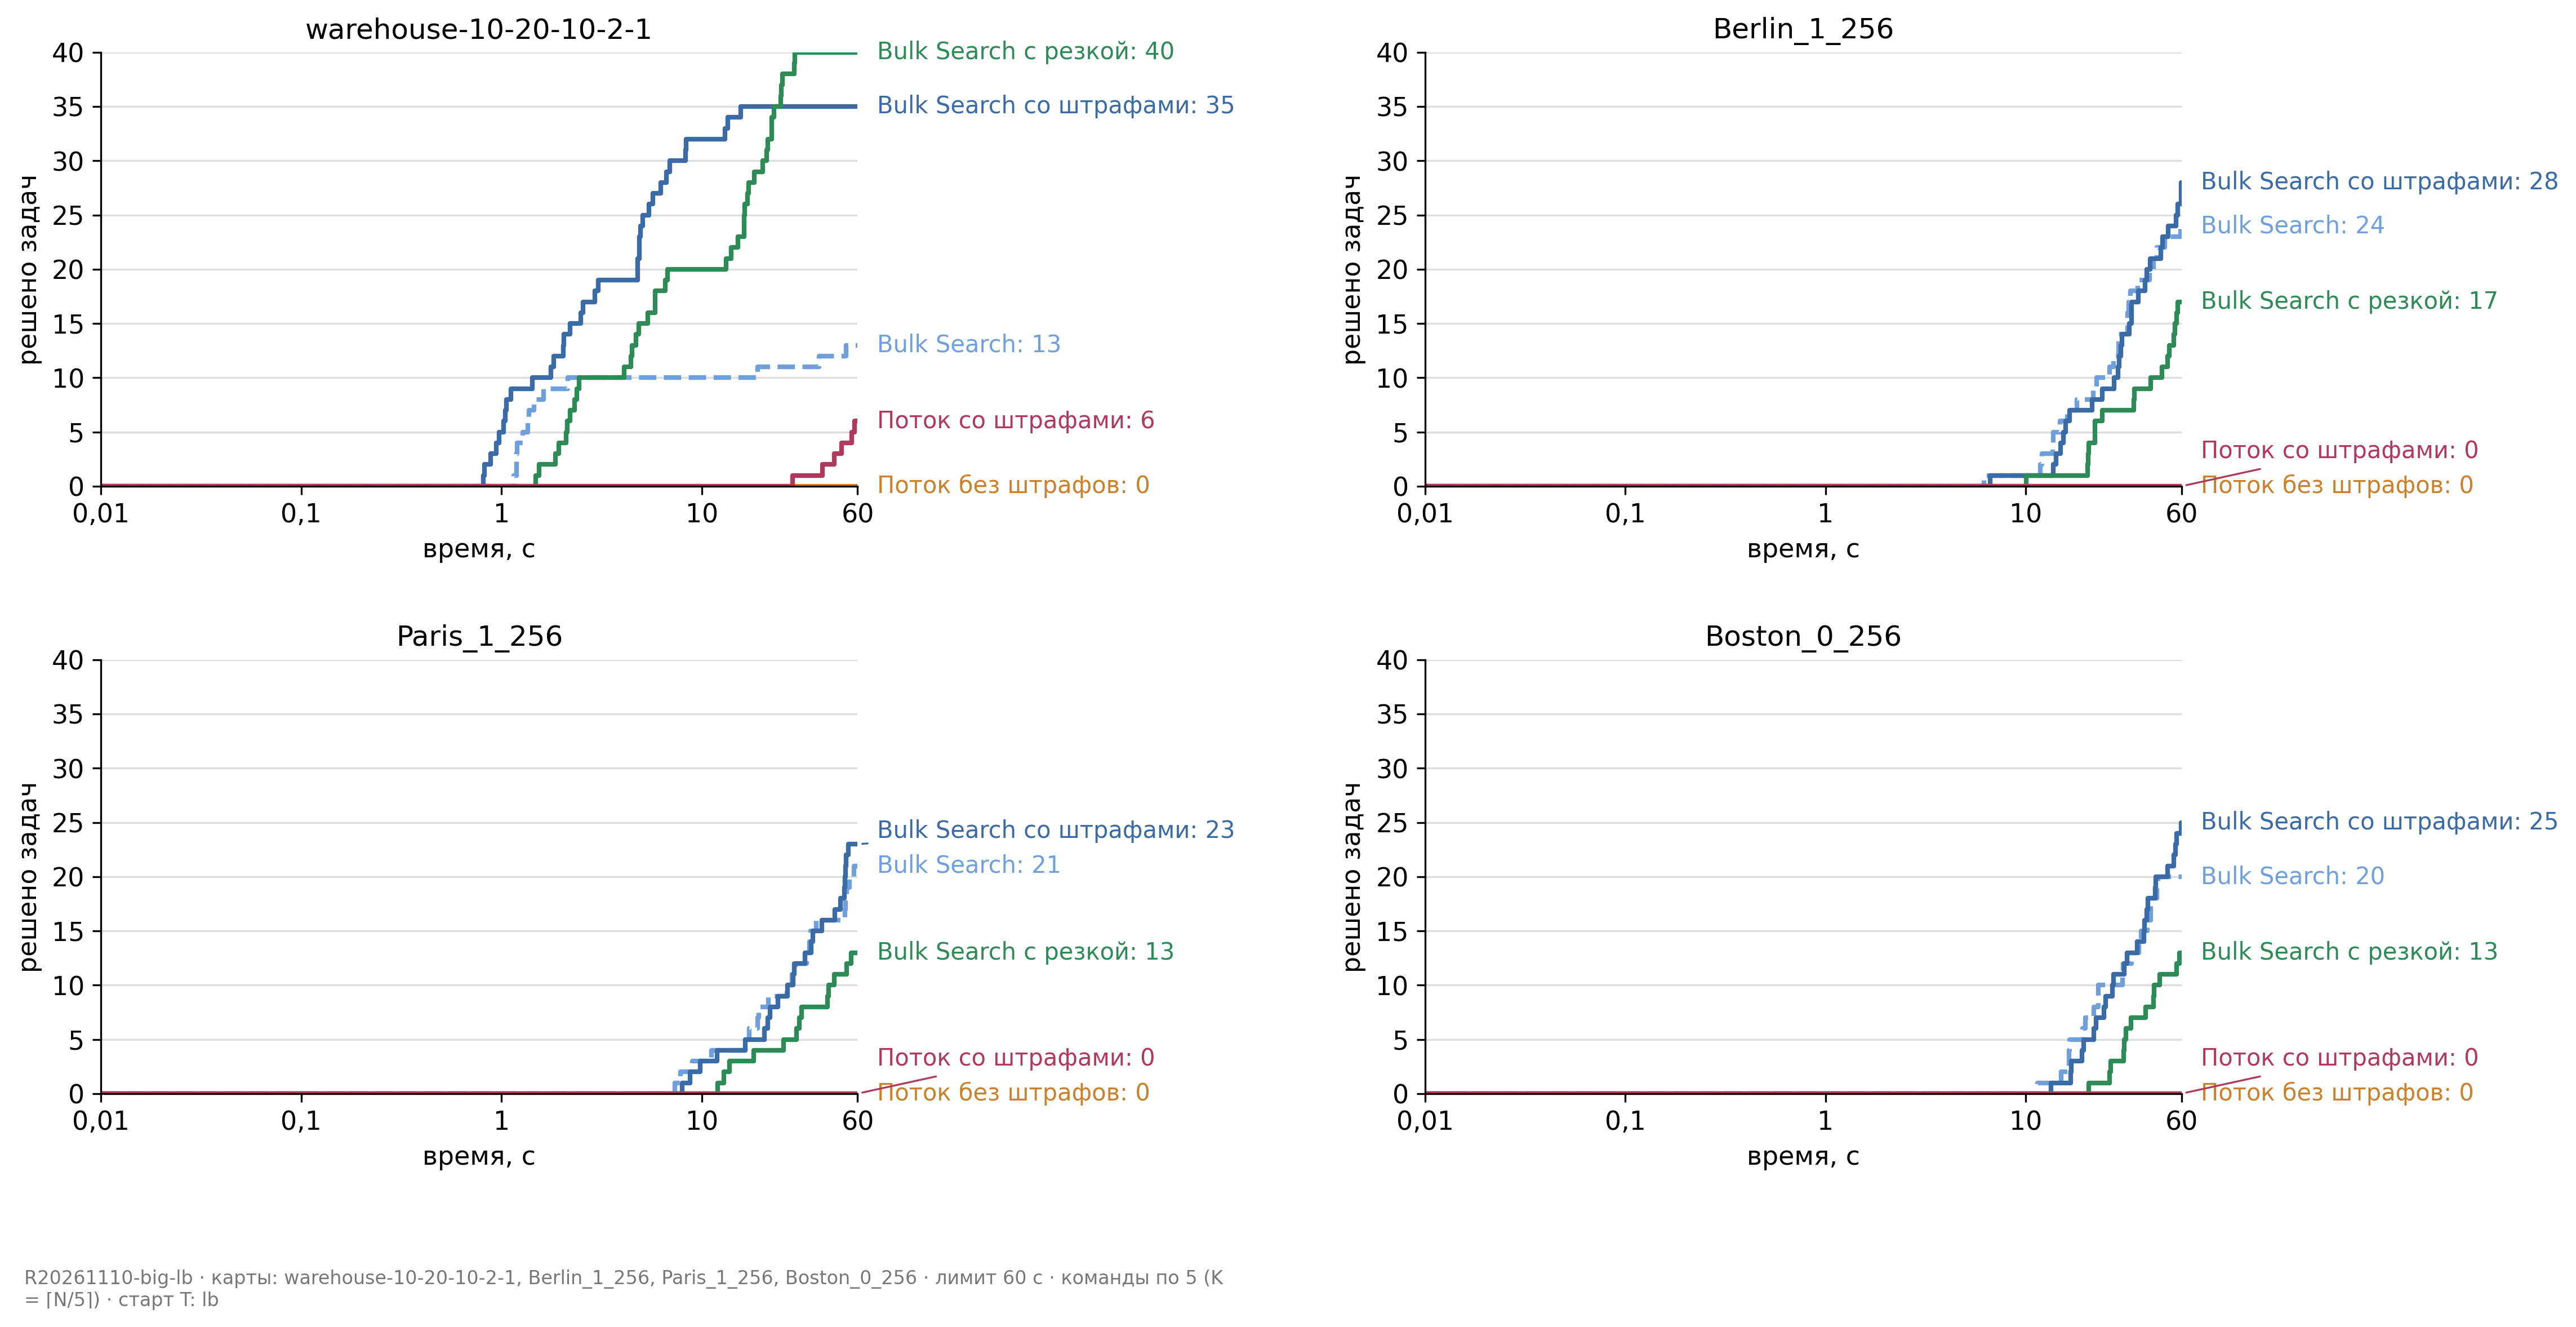 warehouse-10-20-10-2-1
решено задач
40
35
30
25
20
15
10
5
0
0,01
0,1
1
10
60
время, с
Bulk Search с резкой: 40
Bulk Search со штрафами: 35
Bulk Search: 13
Поток со штрафами: 6
Поток без штрафов: 0
Berlin_1_256
решено задач
40
35
30
25
20
15
10
5
0
0,01
0,1
1
10
60
время, с
Bulk Search со штрафами: 28
Bulk Search: 24
Bulk Search с резкой: 17
Поток со штрафами: 0
Поток без штрафов: 0
Paris_1_256
решено задач
40
35
30
25
20
15
10
5
0
0,01
0,1
1
10
60
время, с
Bulk Search со штрафами: 23
Bulk Search: 21
Bulk Search с резкой: 13
Поток со штрафами: 0
Поток без штрафов: 0
Boston_0_256
решено задач
40
35
30
25
20
15
10
5
0
0,01
0,1
1
10
60
время, с
Bulk Search со штрафами: 25
Bulk Search: 20
Bulk Search с резкой: 13
Поток со штрафами: 0
Поток без штрафов: 0
R20261110-big-lb · карты: warehouse-10-20-10-2-1, Berlin_1_256, Paris_1_256, Boston_0_256 · лимит 60 с · команды по 5 (K
= ⌈N/5⌉) · старт T: lb